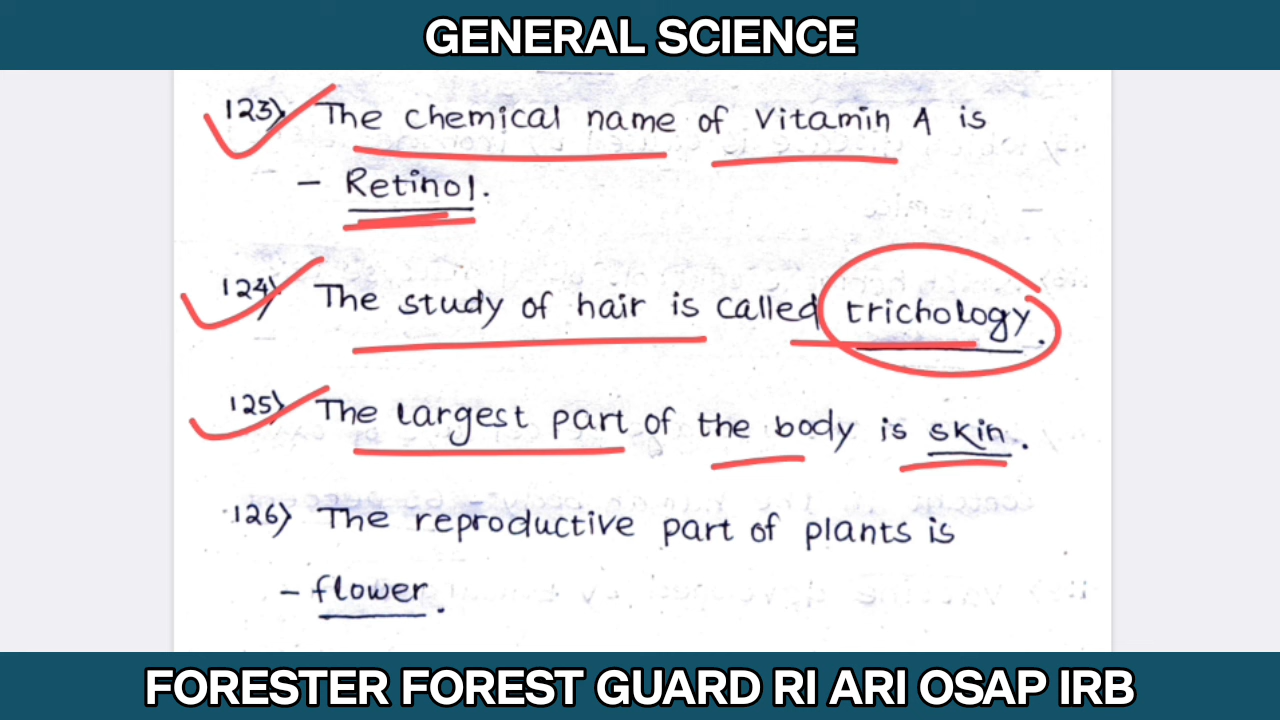 GENERAL SCIENCE
123) The chemical name of Vitamin A is
- Retinol.
124) The study of hair is called trichology.
125) The largest part of the body is skin.
126) The reproductive part of plants is
- flower.
FORESTER FOREST GUARD RI ARI OSAP IRB